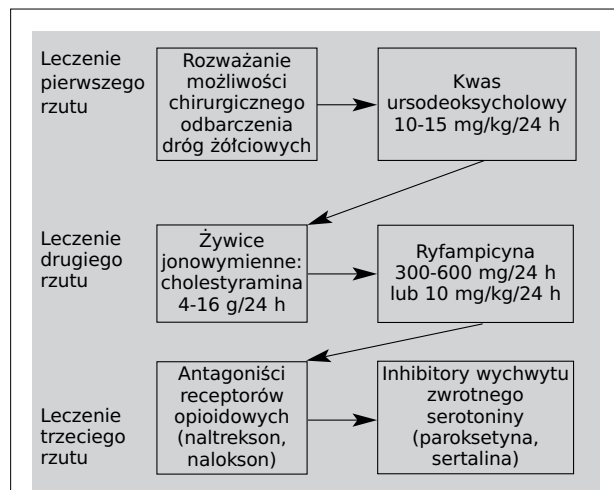 Leczenie
pierwszego
rzutu
Rozważanie
możliwości
chirurgicznego
odbarczenia
dróg żółciowych
Kwas
ursodeoksycholowy
10-15 mg/kg/24 h
Leczenie
drugiego
rzutu
Żywice
jonowymienne:
cholestyramina
4-16 g/24 h
Ryfampicyna
300-600 mg/24 h
lub 10 mg/kg/24 h
Leczenie
trzeciego
rzutu
Antagoniści
receptorów
opioidowych
(naltrekson,
nalokson)
Inhibitory wychwytu
zwrotnego
serotoniny
(paroksetyna,
sertalina)